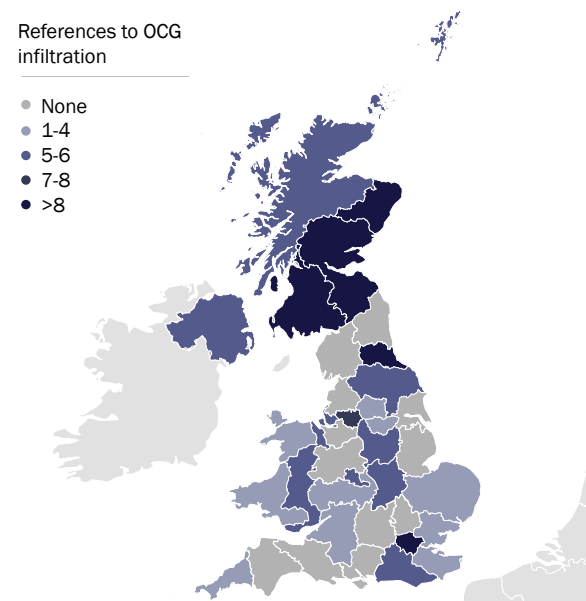 References to OCG
infiltration
None
1-4
5-6
7-8
>8